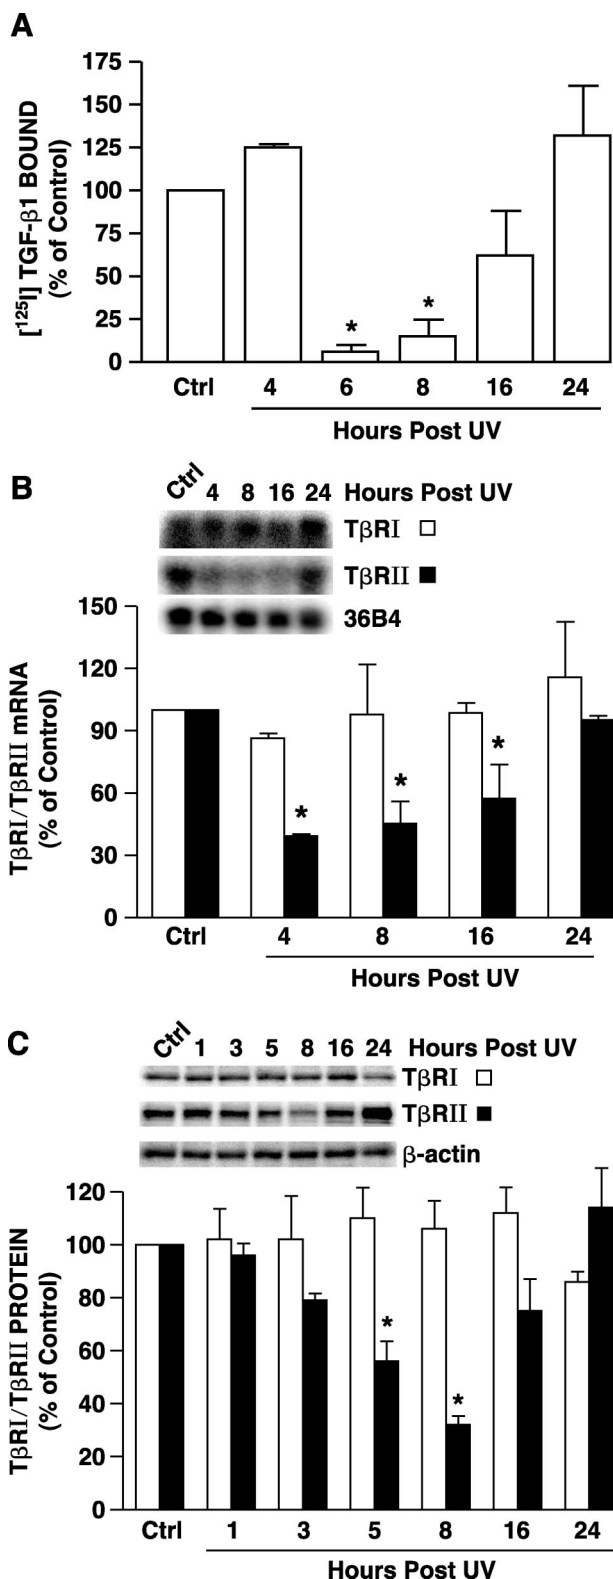 A
175
150
125
100
75
50
25
0
[¹²⁵I] TGF-β1 BOUND
(% of Control)
* *
Ctrl 4 6 8 16 24
Hours Post UV
B
Ctrl 4 8 16 24 Hours Post UV
TβRI
TβRII
36B4
150
120
90
60
30
0
TβRI/TβRII mRNA
(% of Control)
* * *
Ctrl 4 8 16 24
Hours Post UV
C
Ctrl 1 3 5 8 16 24 Hours Post UV
TβRI
TβRII
β-actin
120
100
80
60
40
20
0
TβRI/TβRII PROTEIN
(% of Control)
* *
Ctrl 1 3 5 8 16 24
Hours Post UV